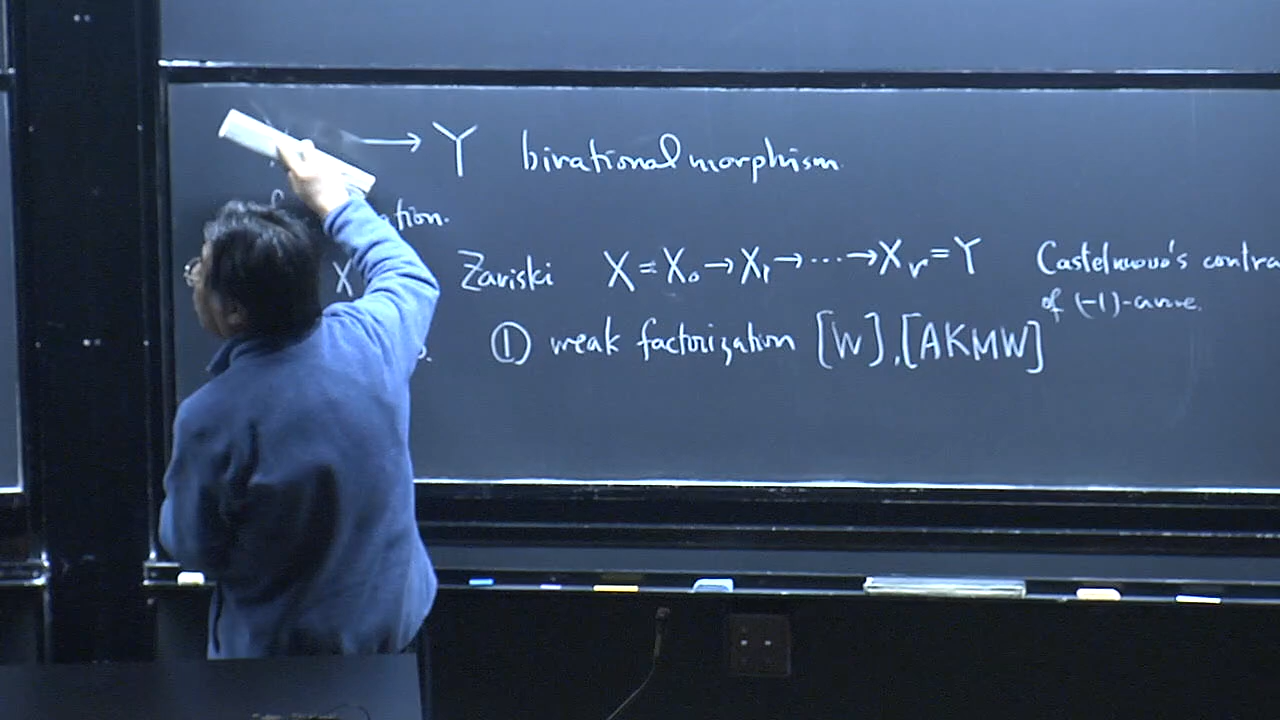 → Y birational morphism.
tion.
X Zariski X = X₀ → X₁ → ⋯ → Xᵣ = Y Castelnuovo's contra
of (-1)-curve.
① weak factorization [W], [AKMW]